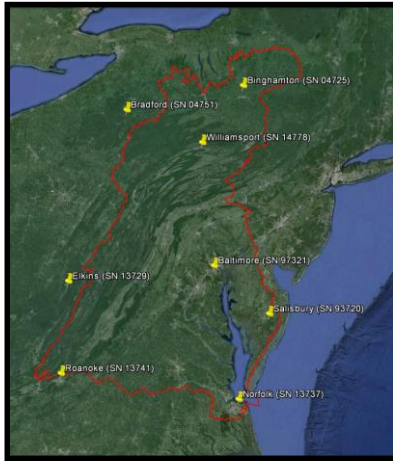 Binghamton (SN 04725)
Bradford (SN 04751)
Williamsport (SN 14778)
Baltimore (SN 97321)
Elkins (SN 13729)
Salisbury (SN 93720)
Roanoke (SN 13741)
Norfolk (SN 13737)